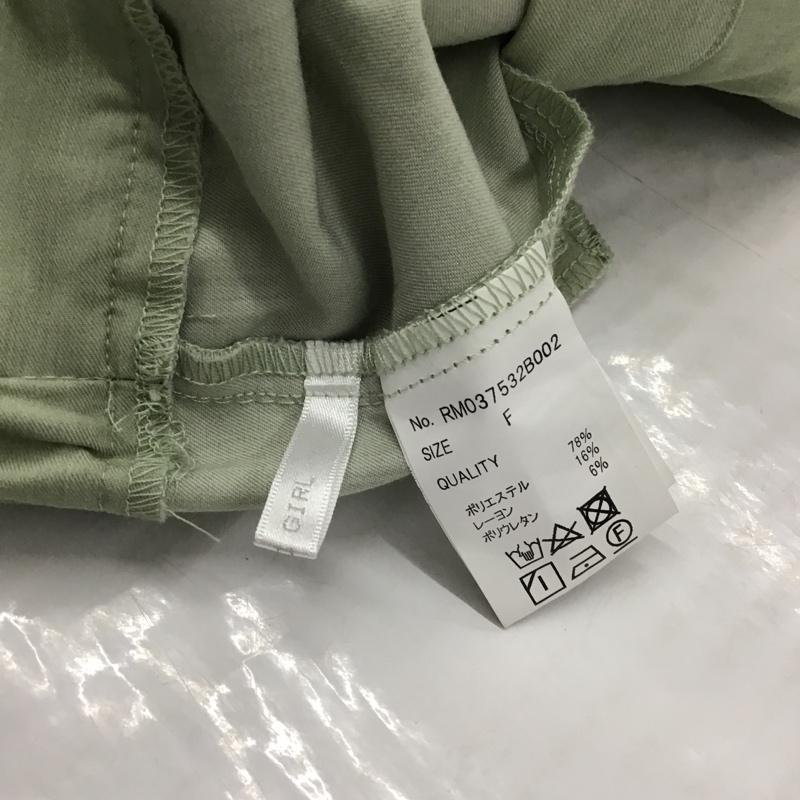 No. RM037532B002
SIZE F
QUALITY
ポリエステル 78%
レーヨン 16%
ポリウレタン 6%
F
GIRL